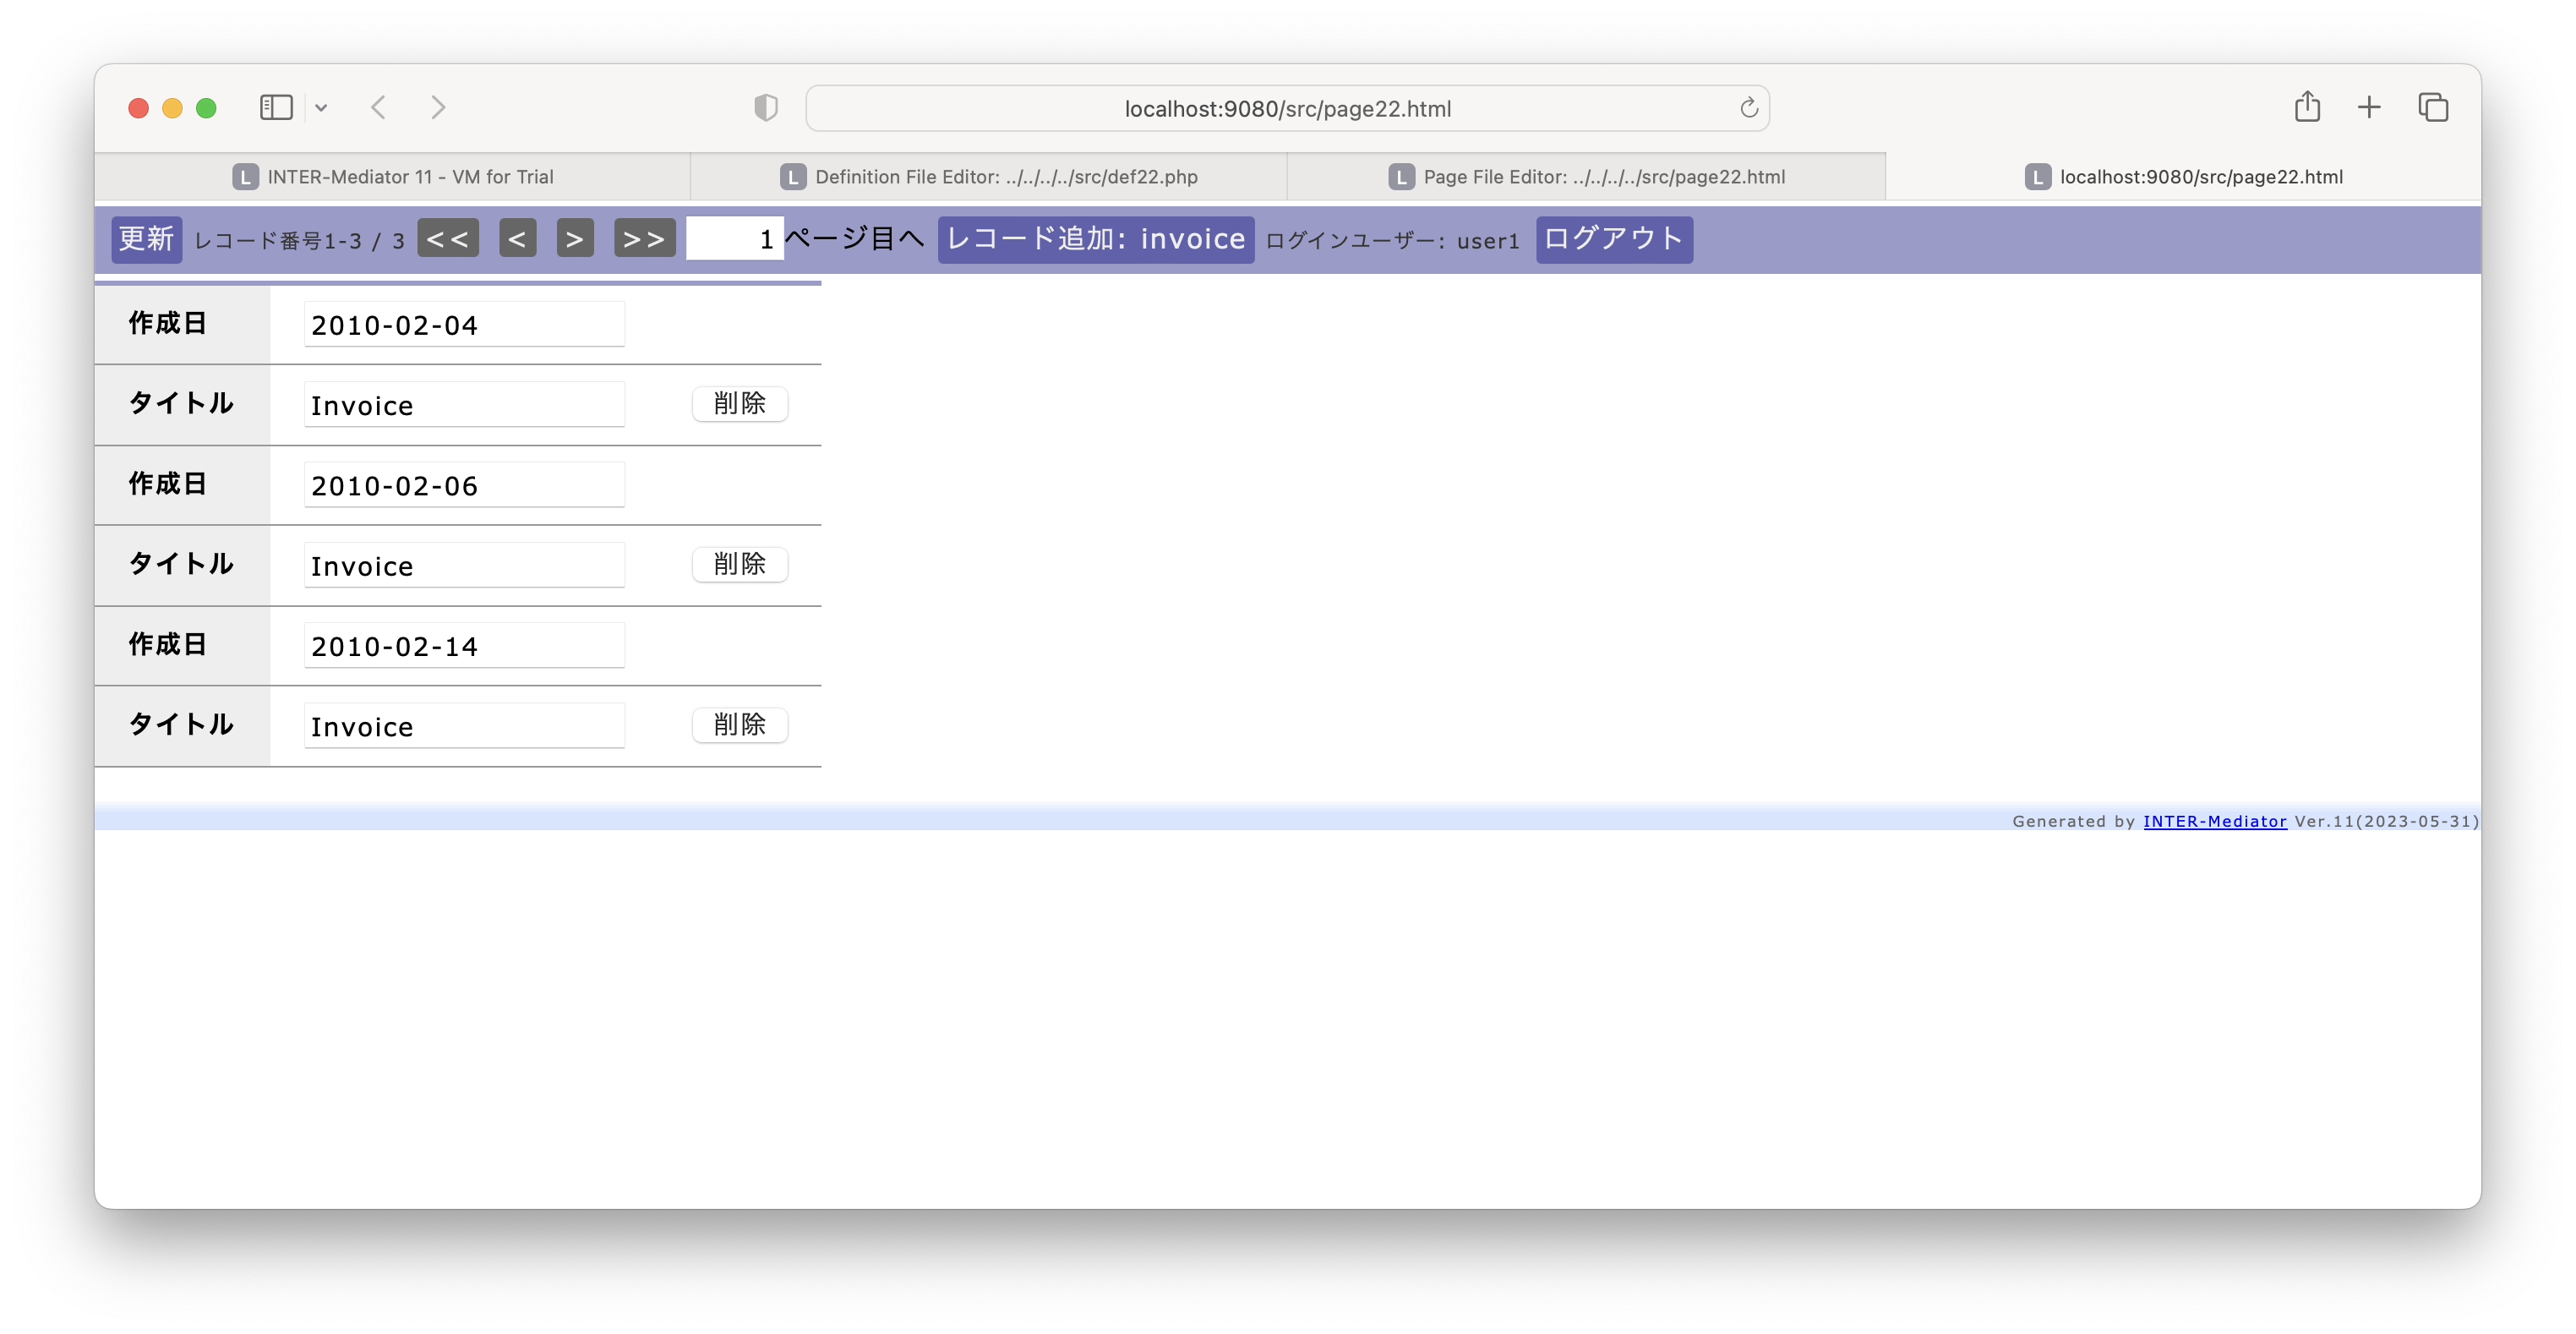 localhost:9080/src/page22.html
L INTER-Mediator 11 - VM for Trial
L Definition File Editor: ../../../../src/def22.php
L Page File Editor: ../../../../src/page22.html
L localhost:9080/src/page22.html
更新 レコード番号1-3 / 3 << < > >> 1 ページ目へ レコード追加: invoice ログインユーザー: user1 ログアウト
作成日 2010-02-04
タイトル Invoice 削除
作成日 2010-02-06
タイトル Invoice 削除
作成日 2010-02-14
タイトル Invoice 削除
Generated by INTER-Mediator Ver.11(2023-05-31)